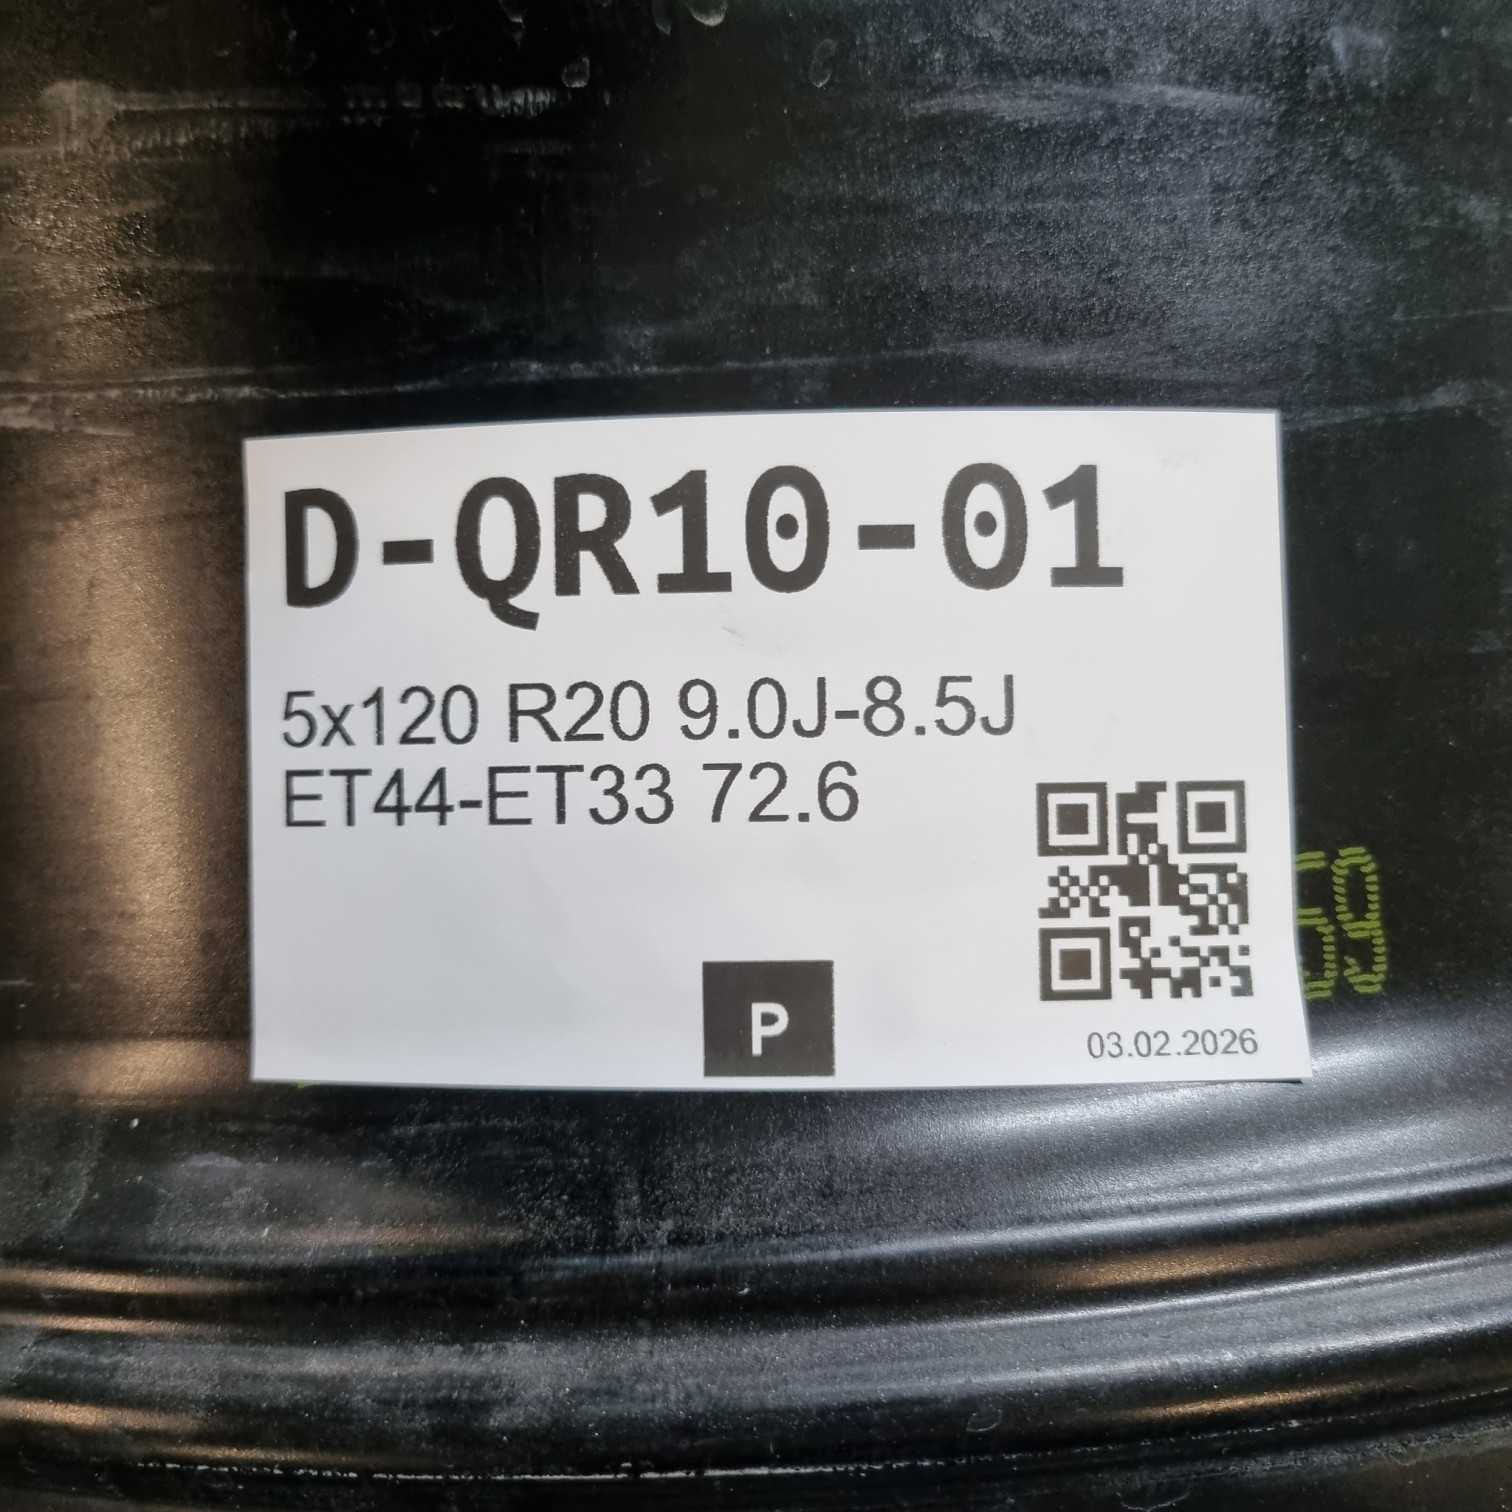 D-QR10-01
5x120 R20 9.0J-8.5J
ET44-ET33 72.6
P
03.02.2026